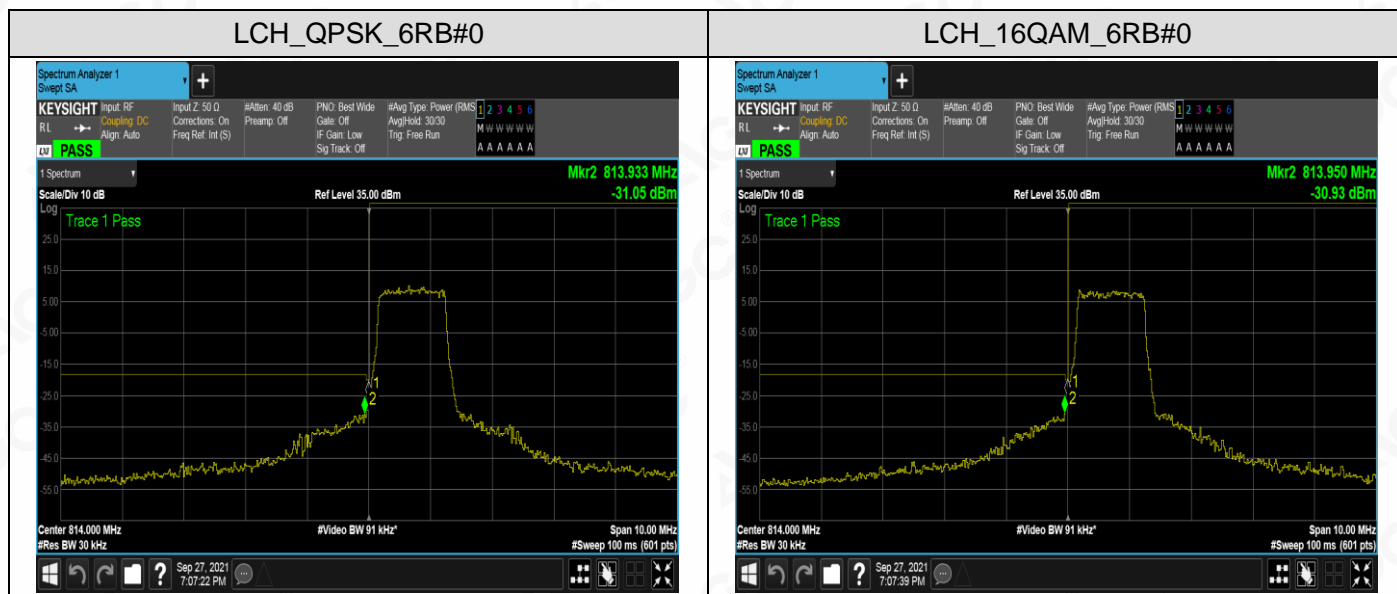 LCH_QPSK_6RB#0
LCH_16QAM_6RB#0
Spectrum Analyzer 1
Swept SA
+
KEYSIGHT Input: RF Input Z: 50 Ω #Atten: 40 dB PNO: Best Wide #Avg Type: Power (RMS 1 2 3 4 5 6
R L Coupling: DC Corrections: On Preamp: Off Gate: Off Avg|Hold: 30/30 M W W W W W
Align: Auto Freq Ref: Int (S) IF Gain: Low Trig: Free Run
LXI PASS Sig Track: Off A A A A A A
1 Spectrum Mkr2 813.933 MHz
Scale/Div 10 dB Ref Level 35.00 dBm -31.05 dBm
Log
Trace 1 Pass
25.0
15.0
5.00
-5.00
-15.0
1
-25.0
2
-35.0
-45.0
-55.0
Center 814.000 MHz #Video BW 91 kHz* Span 10.00 MHz
#Res BW 30 kHz #Sweep 100 ms (601 pts)
? Sep 27, 2021
7:07:22 PM
Spectrum Analyzer 1
Swept SA
+
KEYSIGHT Input: RF Input Z: 50 Ω #Atten: 40 dB PNO: Best Wide #Avg Type: Power (RMS 1 2 3 4 5 6
R L Coupling: DC Corrections: On Preamp: Off Gate: Off Avg|Hold: 30/30 M W W W W W
Align: Auto Freq Ref: Int (S) IF Gain: Low Trig: Free Run
LXI PASS Sig Track: Off A A A A A A
1 Spectrum Mkr2 813.950 MHz
Scale/Div 10 dB Ref Level 35.00 dBm -30.93 dBm
Log
Trace 1 Pass
25.0
15.0
5.00
-5.00
-15.0
1
-25.0
2
-35.0
-45.0
-55.0
Center 814.000 MHz #Video BW 91 kHz* Span 10.00 MHz
#Res BW 30 kHz #Sweep 100 ms (601 pts)
? Sep 27, 2021
7:07:39 PM